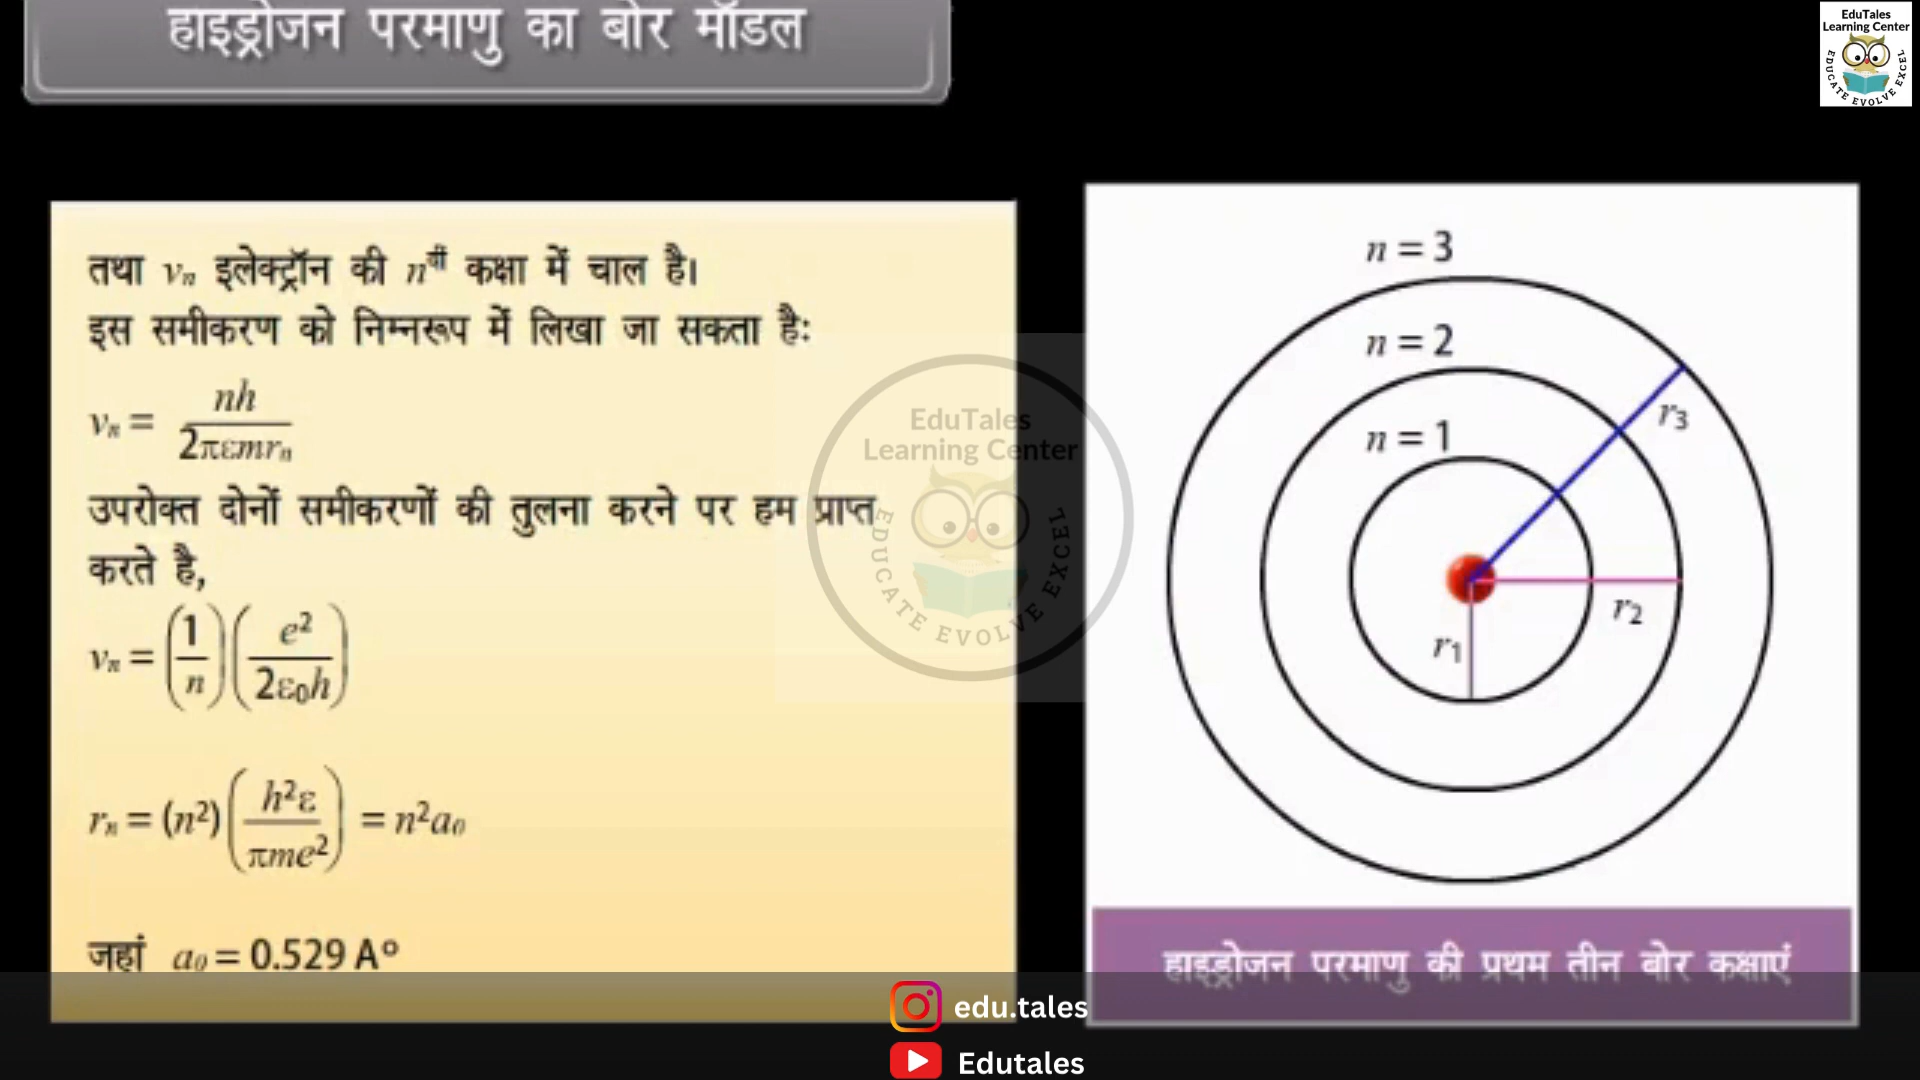 हाइड्रोजन परमाणु का बोर मॉडल
EduTales
Learning Center
EDUCATE EVOLVE EXCEL
तथा vₙ इलेक्ट्रॉन की nवीं कक्षा में चाल है।
इस समीकरण को निम्नरूप में लिखा जा सकता है:
vₙ = nh / 2πεmrₙ
उपरोक्त दोनों समीकरणों की तुलना करने पर हम प्राप्त
करते है,
vₙ = (1/n) (e²/2ε₀h)
rₙ = (n²) (h²ε/πme²) = n²a₀
जहां a₀ = 0.529 A°
EduTales
Learning Center
EDUCATE EVOLVE EXCEL
n = 3
n = 2
n = 1
r₃
r₂
r₁
हाइड्रोजन परमाणु की प्रथम तीन बोर कक्षाएं
edu.tales
Edutales